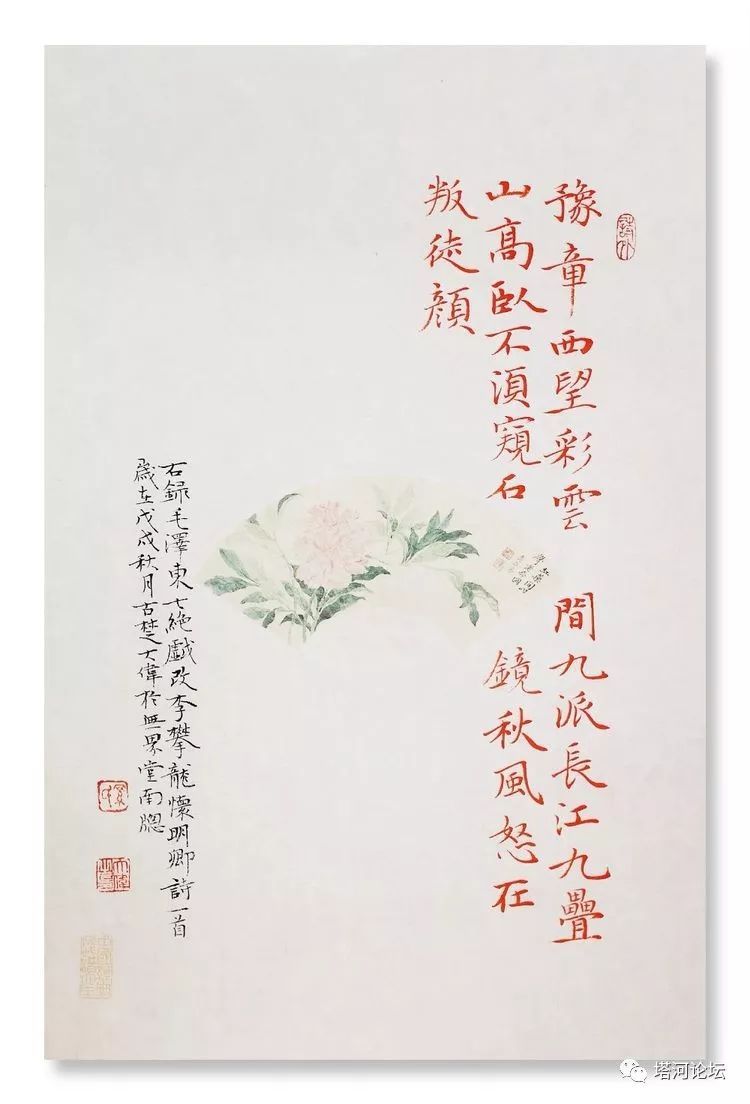 豫章西望彩雲間九派長江九疊
山高臥不湏窺石鏡秋風怒在
叛徒顏
右録毛澤東七絕戲改李攀龍懷明卿詩一首
歲在戊戌秋月古楚大偉於無界堂南牕
塔河论坛